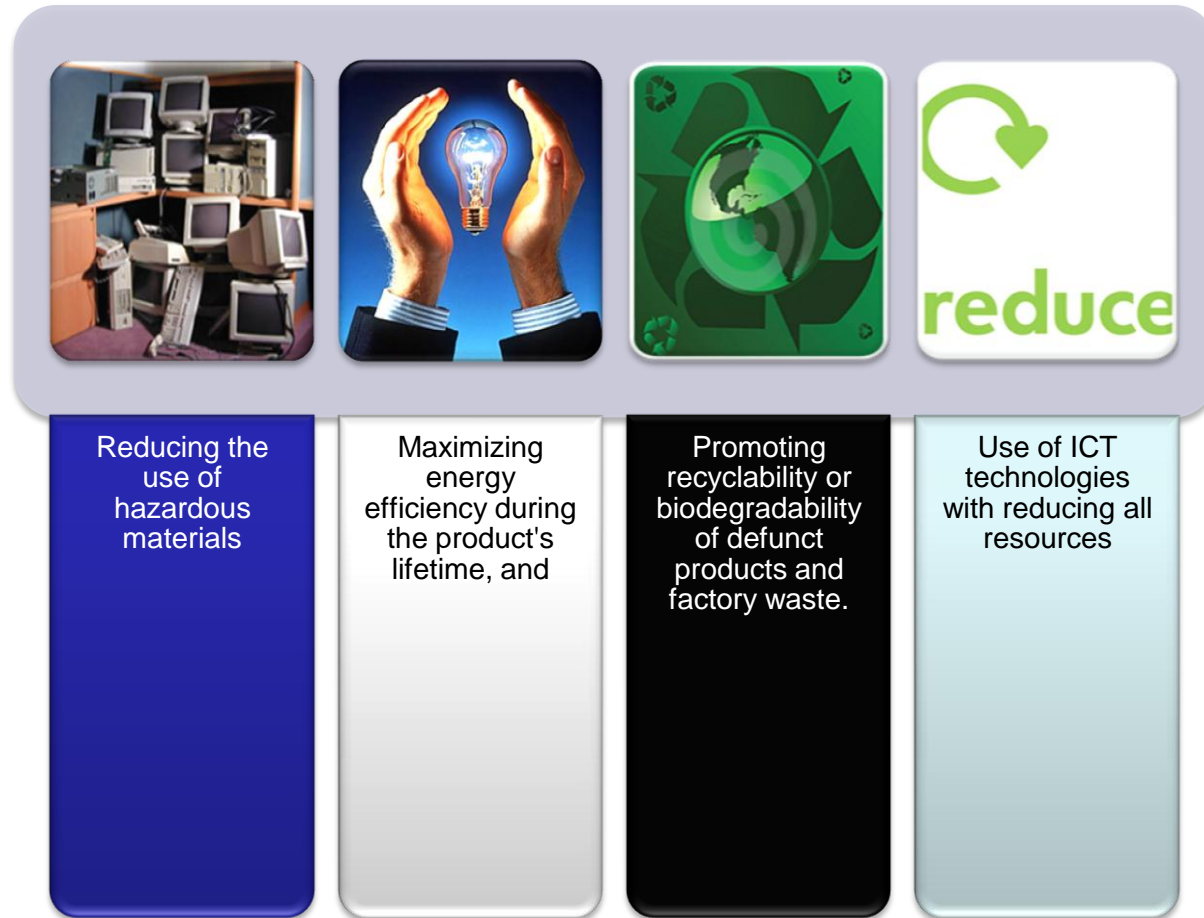 reduce
Reducing the
use of
hazardous
materials
Maximizing
energy
efficiency during
the product's
lifetime, and
Promoting
recyclability or
biodegradability
of defunct
products and
factory waste.
Use of ICT
technologies
with reducing all
resources